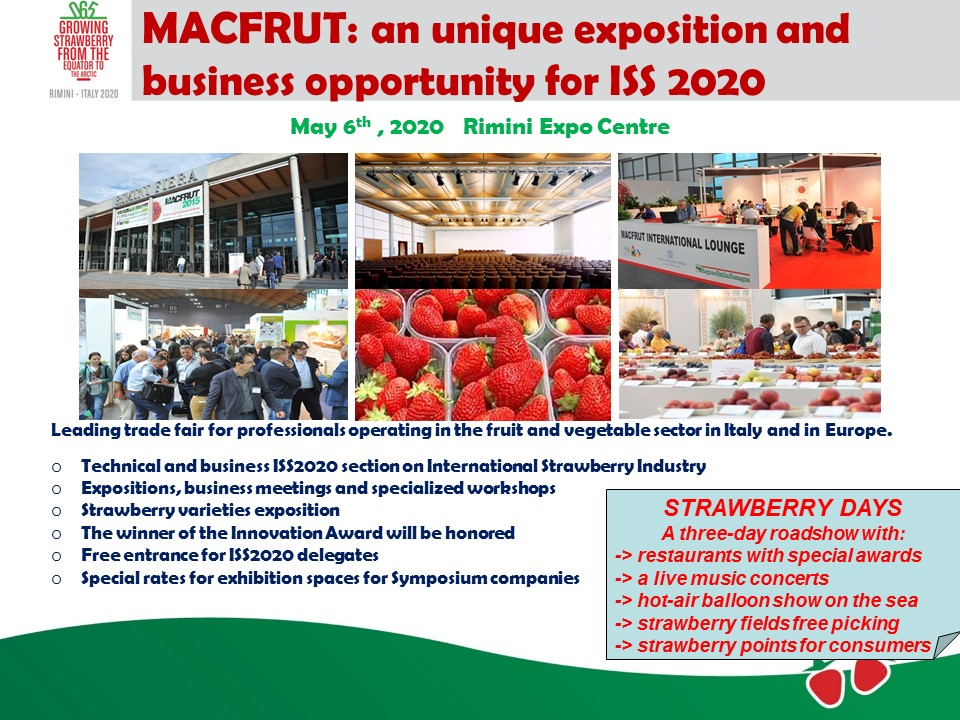 GROWING
STRAWBERRY
FROM THE
EQUATOR TO
THE ARCTIC
RIMINI - ITALY 2020
MACFRUT: an unique exposition and
business opportunity for ISS 2020
May 6th , 2020 Rimini Expo Centre
RIMINI FIERA
MACFRUT
2015
MACFRUT INTERNATIONAL LOUNGE
Leading trade fair for professionals operating in the fruit and vegetable sector in Italy and in Europe.
o Technical and business ISS2020 section on International Strawberry Industry
o Expositions, business meetings and specialized workshops
o Strawberry varieties exposition
o The winner of the Innovation Award will be honored
o Free entrance for ISS2020 delegates
o Special rates for exhibition spaces for Symposium companies
STRAWBERRY DAYS
A three-day roadshow with:
-> restaurants with special awards
-> a live music concerts
-> hot-air balloon show on the sea
-> strawberry fields free picking
-> strawberry points for consumers